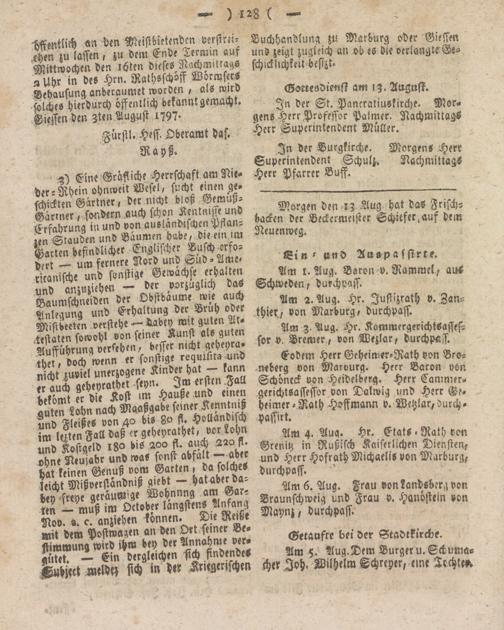 — ) 128 ( —
öffentlich an den Meistbietenden verstrei-
chen zu lassen, zu dem Ende Termin auf
Mittwochen den 16ten dieses Nachmittags
2 Uhr in des Hrn. Rathsschöff Wörmsers
Behausung anberaumet worden, als wird
solches hierdurch öffentlich bekannt gemacht.
Giessen den 3ten August 1797.
Fürstl. Hess. Oberamt das.
Rayß.
3) Eine Gräfliche Herrschaft am Nie-
der-Rhein ohnweit Wesel, sucht einen ge-
schickten Gärtner, der nicht bloß Gemüß-
Gärtner, sondern auch schon Kentnisse und
Erfahrung in und von ausländischen Pflan-
zen Stauden und Bäumen habe, die ein im
Garten befindlicher Englischer Busch erfo-
dert — um ferner Nord und Süd-Ame-
ricanische und sonstige Gewächse erhalten
und anzuziehen — der vorzüglich das
Baumschneiden der Obstbäume wie auch
Anlegung und Erhaltung der Brüh oder
Mistbeeten verstehe — dabey mit guten At-
testaten sowohl von seiner Kunst als guten
Aufführung versehen, besser nicht geheyra-
thet, doch wenn er sonstige requisita und
nicht zwiel unerzogene Kinder hat — kann
er auch geheyrathet seyn. Im ersten Fall
bekömt er die Kost im Hauße und einen
guten Lohn nach Maaßgabe seiner Kenntniß
und Fleißes von 40 bis 80 fl. Holländisch
im letzten Fall daß er geheyrathet, vor Lohn
und Kostgeld 180 bis 200 fl. auch 220 fl.
ohne Neujahr und was sonst abfält — aber
hat keinen Genuß vom Garten, da solches
leicht Mißverständniß giebt — hat aber da-
bey freye geräumige Wohnnng am Gar-
ten — muß im October längstens Anfang
Nov. a. c. anziehen können. Die Reiße
mit dem Postwagen an den Ort seiner Be-
stimmung wird ihm bey der Annahme ver-
gütet. — Ein dergleichen sich findendes
Subject meldet sich in der Kriegerischen
Buchhandlung zu Marburg oder Giessen
und zeigt zugleich an ob es die verlangte Ge-
schicklichkeit besizt.
Gottesdienst am 13. August.
In der St. Pancratiuskirche. Mor-
gens Herr Professor Palmer. Nachmittags
Herr Superintendent Müller.
In der Burgkirche. Morgens Herr
Superintendent Schulz. Nachmittags
Herr Pfarrer Buff.
Morgen den 13 Aug. hat das Frisch-
backen der Beckermeister Schiefer auf dem
Neuenweg.
Ein- und Auspassirte.
Am 1. Aug. Baron v. Rammel, aus
Schweden, durchpass.
Am 2. Aug. Hr. Justizrath v. Zan-
thier, von Marburg, durchpass.
Am 3. Aug. Hr. Kommergerichtsasses-
sor v. Bremer, von Wetzlar, durchpass.
Eodem Herr Geheimer-Rath von Bro-
neberg von Marburg. Herr Baron von
Schöneck von Heidelberg. Herr Cammer-
gerichtsassessor von Dalwig und Herr Ge-
heimer-Rath Hoffmann v. Wetzlar, durch-
passirt.
Am 4. Aug. Hr. Etats-Rath von
Grenitz in Rußisch Kaiserlichen Diensten,
und Herr Hofrath Michaelis von Marburg,
durchpass.
Am 6. Aug. Frau von Landsberg von
Braunschweig und Frau v. Hanbstein von
Maynz, durchpass.
Getaufte bei der Stadtkirche.
Am 5. Aug. Dem Burger u. Schuma-
cher Joh. Wilhelm Schreyer, eine Tochter,